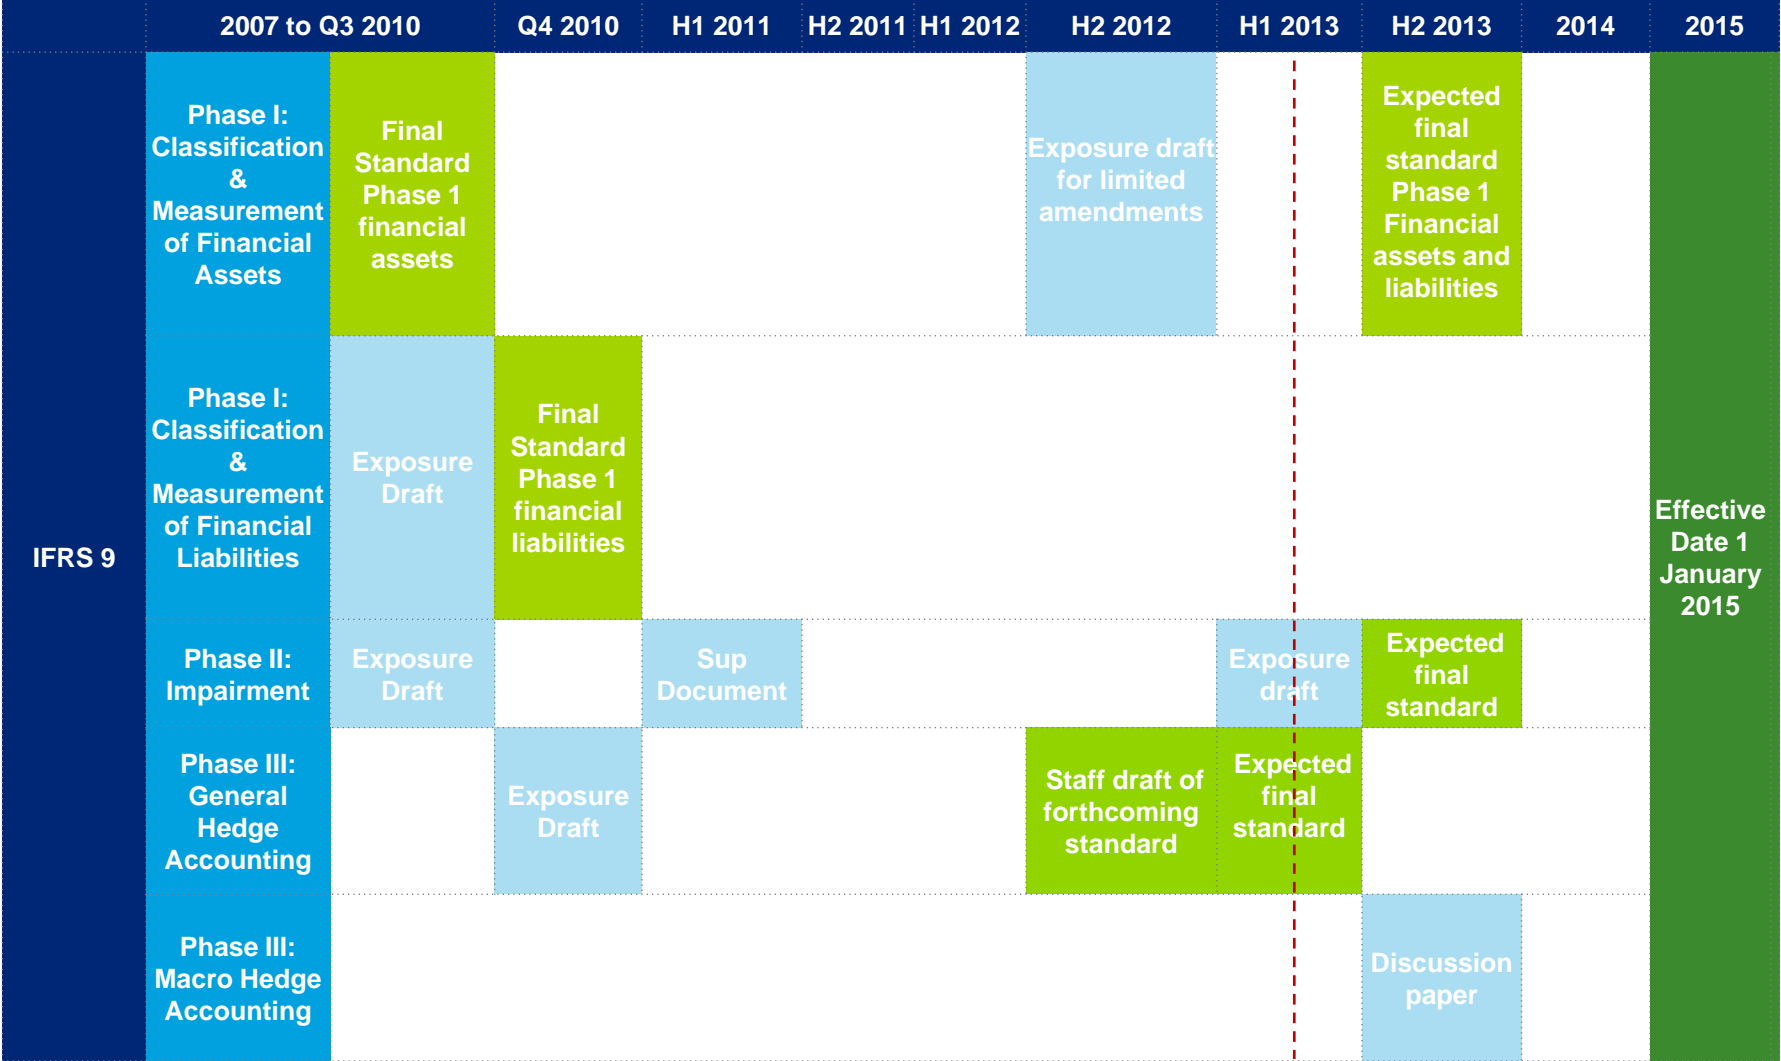 2007 to Q3 2010
Q4 2010
H1 2011
H2 2011
H1 2012
H2 2012
H1 2013
H2 2013
2014
2015
IFRS 9
Phase I:
Classification
&
Measurement
of Financial
Assets
Final
Standard
Phase 1
financial
assets
Exposure draft
for limited
amendments
Expected
final
standard
Phase 1
Financial
assets and
liabilities
Phase I:
Classification
&
Measurement
of Financial
Liabilities
Exposure
Draft
Final
Standard
Phase 1
financial
liabilities
Phase II:
Impairment
Exposure
Draft
Sup
Document
Exposure
draft
Expected
final
standard
Phase III:
General
Hedge
Accounting
Exposure
Draft
Staff draft of
forthcoming
standard
Expected
final
standard
Phase III:
Macro Hedge
Accounting
Discussion
paper
Effective
Date 1
January
2015